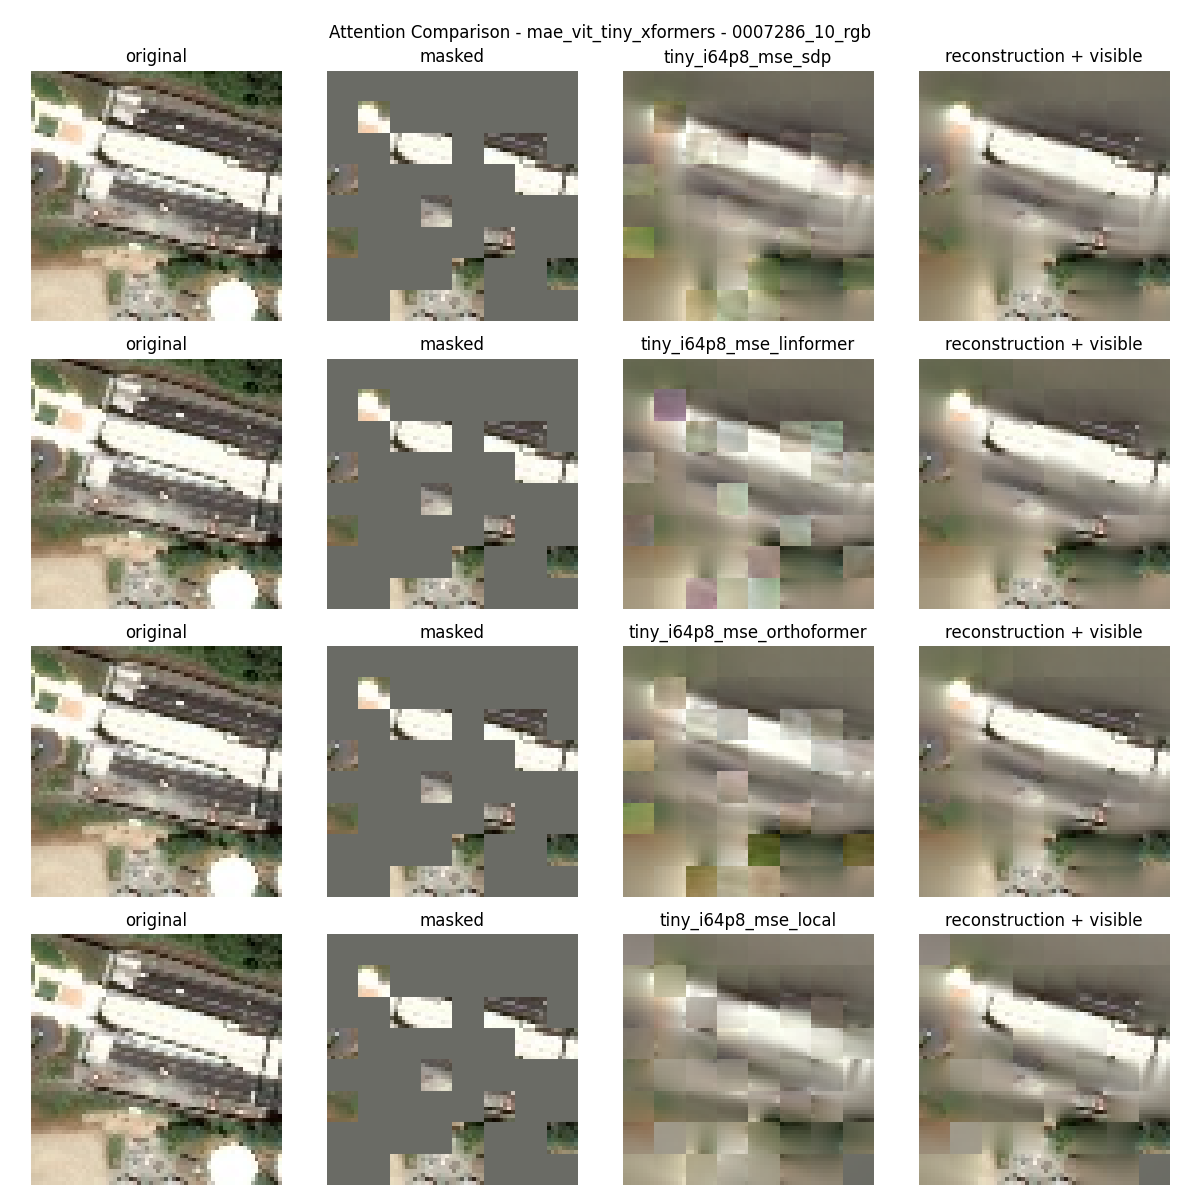 Attention Comparison - mae_vit_tiny_xformers - 0007286_10_rgb
original masked tiny_i64p8_mse_sdp reconstruction + visible
original masked tiny_i64p8_mse_linformer reconstruction + visible
original masked tiny_i64p8_mse_orthoformer reconstruction + visible
original masked tiny_i64p8_mse_local reconstruction + visible